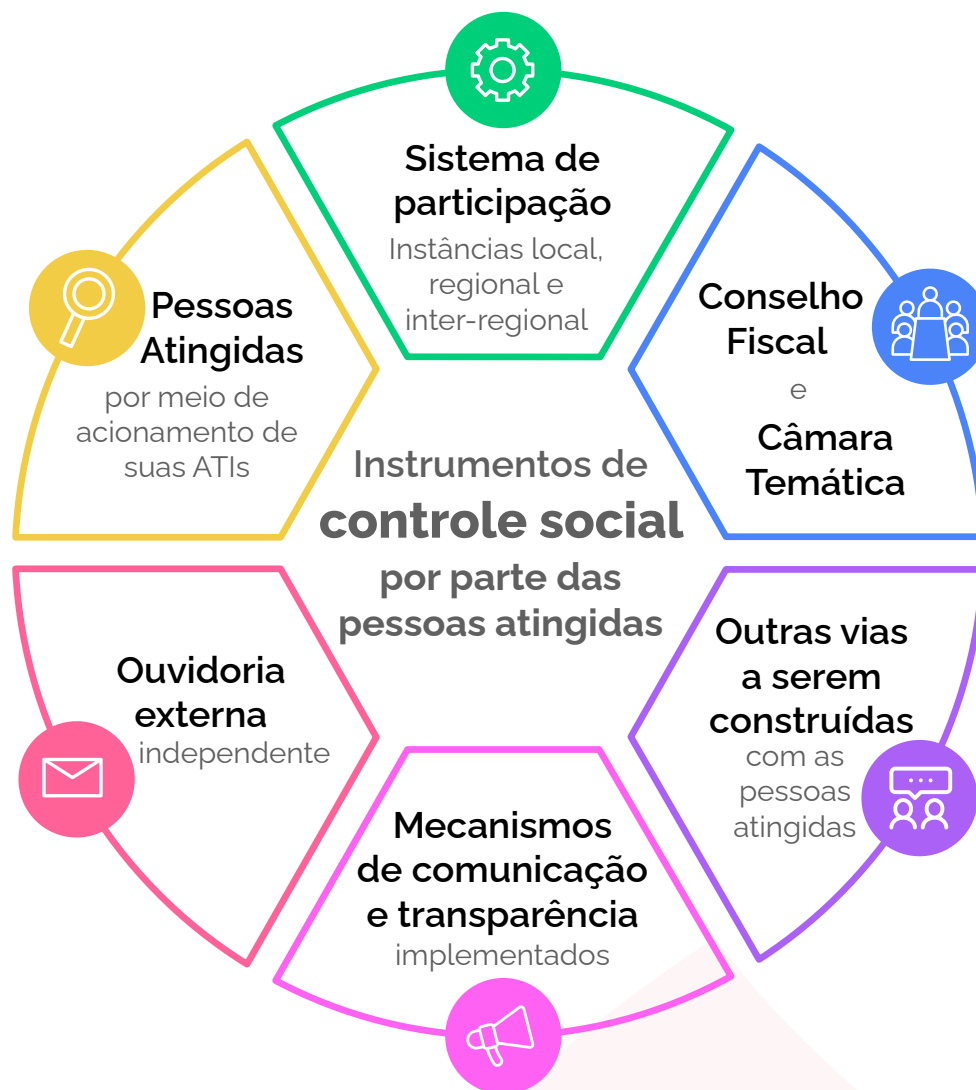 Sistema de
participação
Instâncias local,
regional e
inter-regional
Conselho
Fiscal
e
Câmara
Temática
Outras vias
a serem
construídas
com as
pessoas
atingidas
Mecanismos
de comunicação
e transparência
implementados
Ouvidoria
externa
independente
Pessoas
Atingidas
por meio de
acionamento de
suas ATIs
Instrumentos de
controle social
por parte das
pessoas atingidas